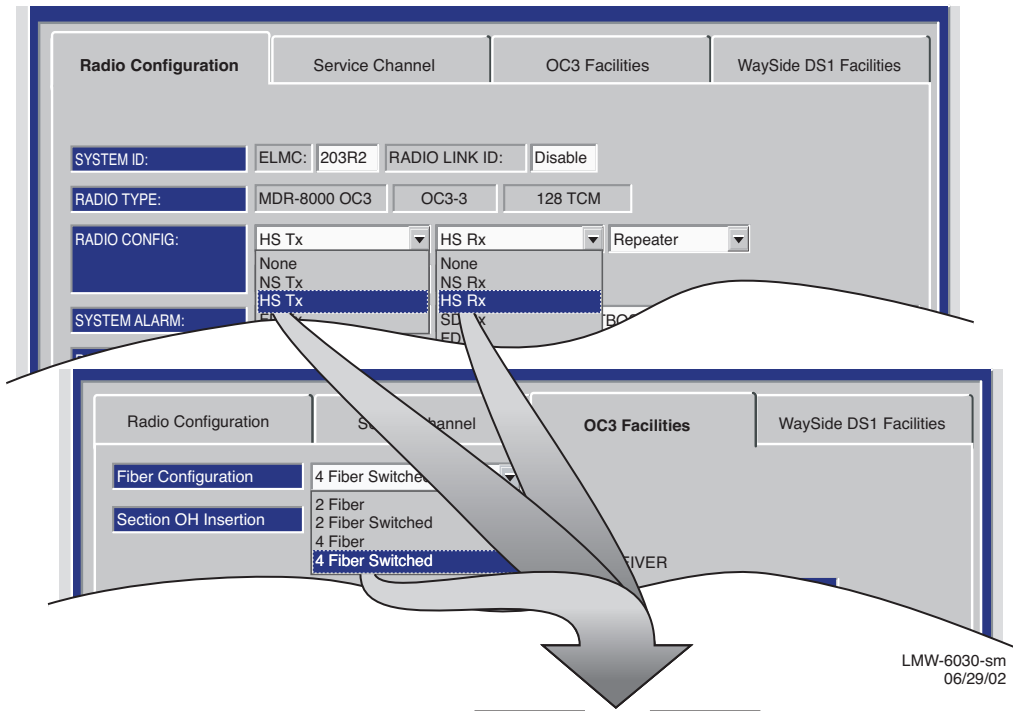 Radio Configuration Service Channel OC3 Facilities WaySide DS1 Facilities
SYSTEM ID: ELMC: 203R2 RADIO LINK ID: Disable
RADIO TYPE: MDR-8000 OC3 OC3-3 128 TCM
RADIO CONFIG: HS Tx HS Rx Repeater
None None
NS Tx NS Rx
HS Tx HS Rx
SYSTEM ALARM:
Radio Configuration OC3 Facilities WaySide DS1 Facilities
Fiber Configuration 4 Fiber Switched
2 Fiber
Section OH Insertion 2 Fiber Switched
4 Fiber
4 Fiber Switched
LMW-6030-sm
06/29/02